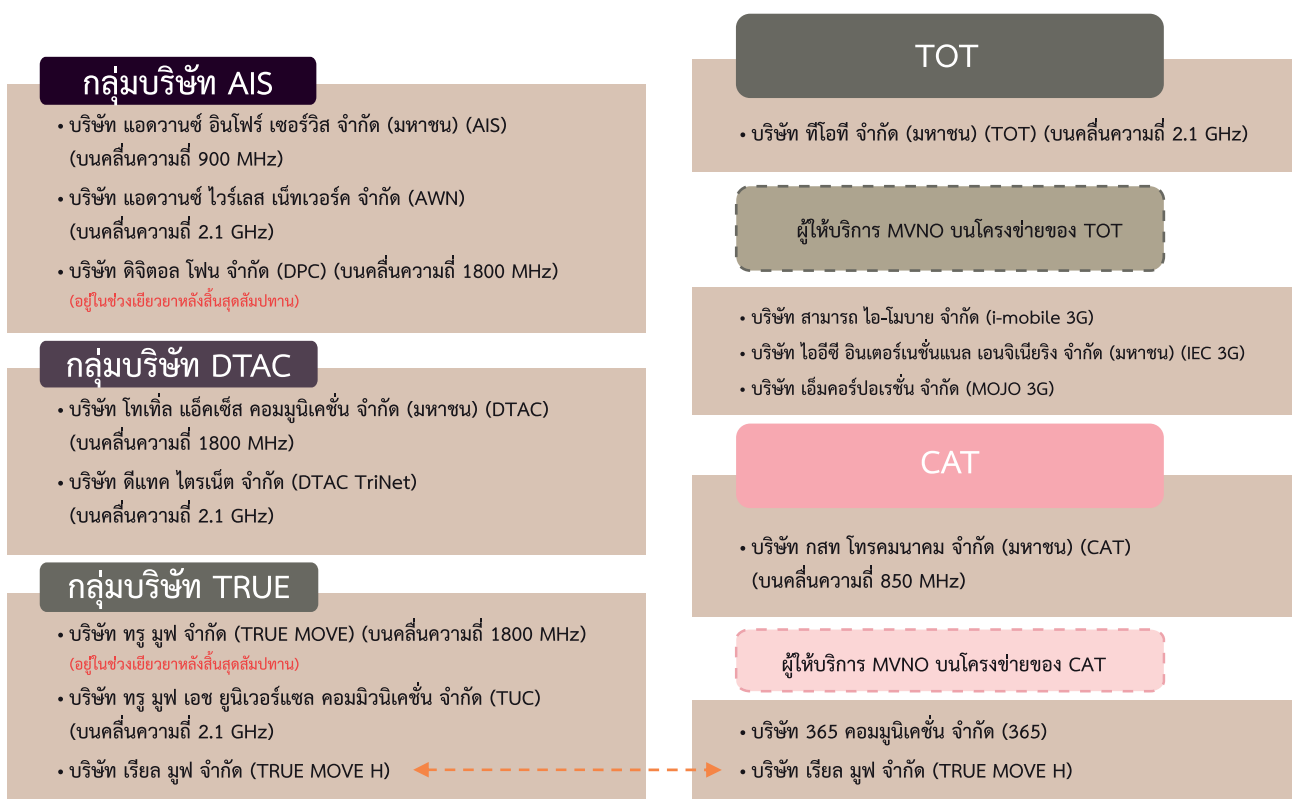 กลุ่มบริษัท AIS
• บริษัท แอดวานซ์ อินโฟร์ เซอร์วิส จำกัด (มหาชน) (AIS)
(บนคลื่นความถี่ 900 MHz)
• บริษัท แอดวานซ์ ไวร์เลส เน็ทเวอร์ค จำกัด (AWN)
(บนคลื่นความถี่ 2.1 GHz)
• บริษัท ดิจิตอล โฟน จำกัด (DPC) (บนคลื่นความถี่ 1800 MHz)
(อยู่ในช่วงเยียวยาหลังสิ้นสุดสัมปทาน)
กลุ่มบริษัท DTAC
• บริษัท โทเทิ่ล แอ็คเซ็ส คอมมูนิเคชั่น จำกัด (มหาชน) (DTAC)
(บนคลื่นความถี่ 1800 MHz)
• บริษัท ดีแทค ไตรเน็ต จำกัด (DTAC TriNet)
(บนคลื่นความถี่ 2.1 GHz)
กลุ่มบริษัท TRUE
• บริษัท ทรู มูฟ จำกัด (TRUE MOVE) (บนคลื่นความถี่ 1800 MHz)
(อยู่ในช่วงเยียวยาหลังสิ้นสุดสัมปทาน)
• บริษัท ทรู มูฟ เอช ยูนิเวอร์แซล คอมมิวนิเคชั่น จำกัด (TUC)
(บนคลื่นความถี่ 2.1 GHz)
• บริษัท เรียล มูฟ จำกัด (TRUE MOVE H)
TOT
• บริษัท ทีโอที จำกัด (มหาชน) (TOT) (บนคลื่นความถี่ 2.1 GHz)
ผู้ให้บริการ MVNO บนโครงข่ายของ TOT
• บริษัท สามารถ ไอ-โมบาย จำกัด (i-mobile 3G)
• บริษัท ไออีซี อินเตอร์เนชั่นแนล เอนจิเนียริง จำกัด (มหาชน) (IEC 3G)
• บริษัท เอ็มคอร์ปอเรชั่น จำกัด (MOJO 3G)
CAT
• บริษัท กสท โทรคมนาคม จำกัด (มหาชน) (CAT)
(บนคลื่นความถี่ 850 MHz)
ผู้ให้บริการ MVNO บนโครงข่ายของ CAT
• บริษัท 365 คอมมูนิเคชั่น จำกัด (365)
• บริษัท เรียล มูฟ จำกัด (TRUE MOVE H)